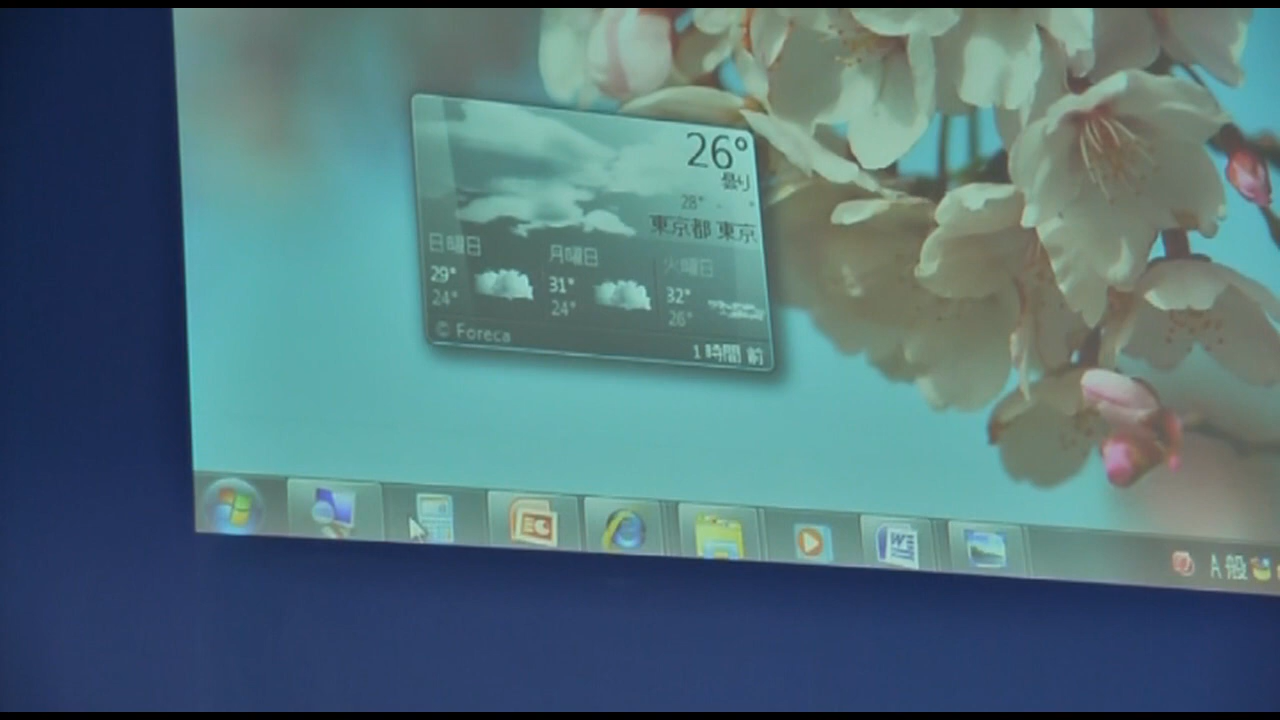 26°
曇り
28°
東京都 東京
日曜日
29°
24°
月曜日
31°
24°
火曜日
32°
26°
© Foreca
1 時間 前
A 般